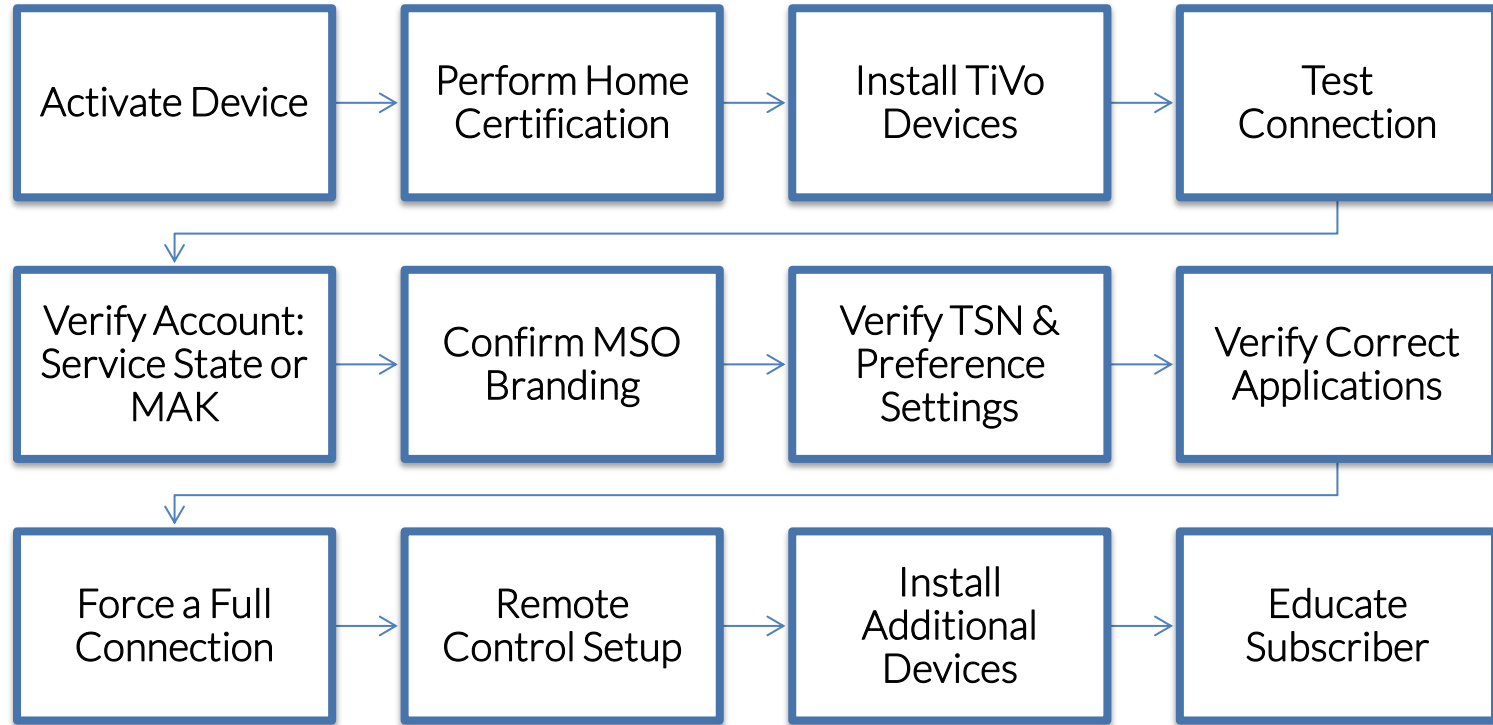 Activate Device
Perform Home
Certification
Install TiVo
Devices
Test
Connection
Verify Account:
Service State or
MAK
Confirm MSO
Branding
Verify TSN &
Preference
Settings
Verify Correct
Applications
Force a Full
Connection
Remote
Control Setup
Install
Additional
Devices
Educate
Subscriber